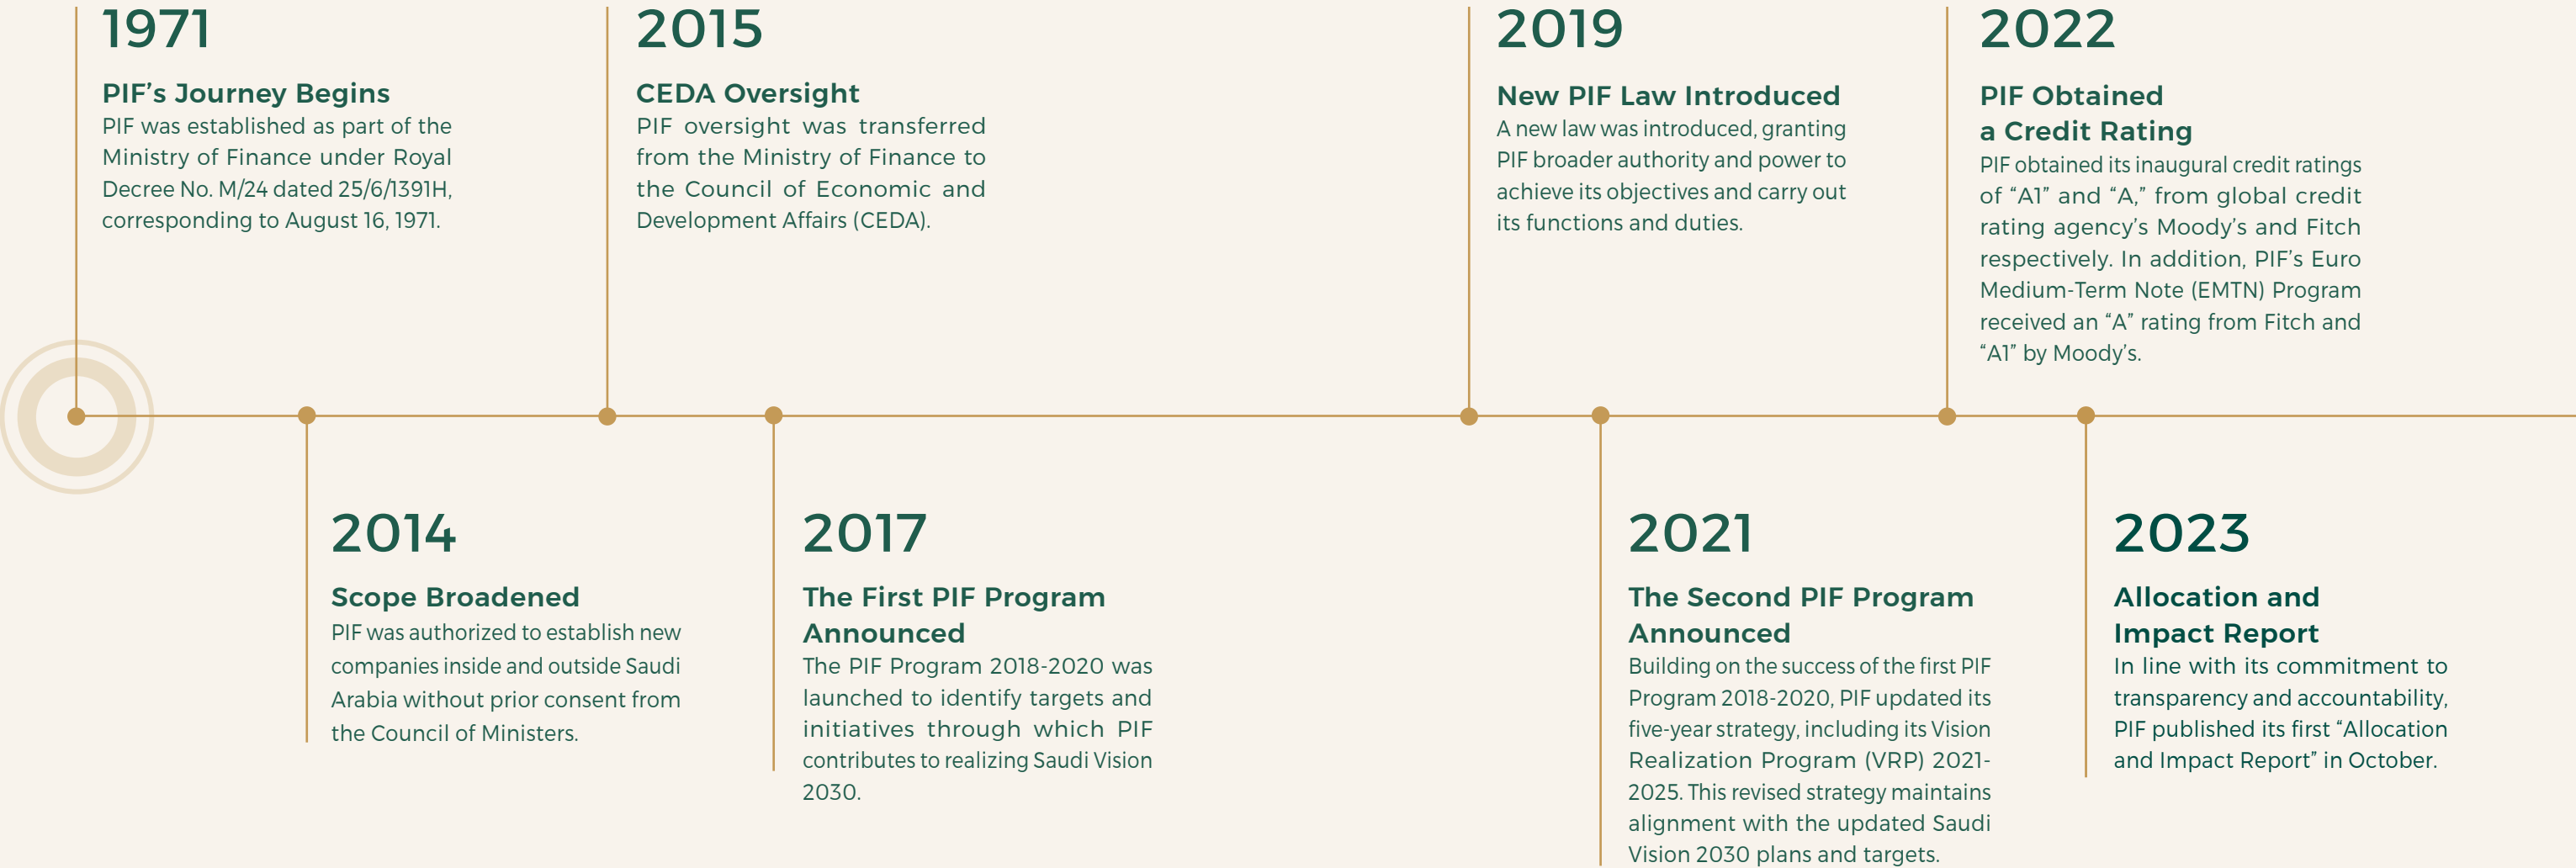 1971
PIF’s Journey Begins
PIF was established as part of the
Ministry of Finance under Royal
Decree No. M/24 dated 25/6/1391H,
corresponding to August 16, 1971.
2014
Scope Broadened
PIF was authorized to establish new
companies inside and outside Saudi
Arabia without prior consent from
the Council of Ministers.
2015
CEDA Oversight
PIF oversight was transferred
from the Ministry of Finance to
the Council of Economic and
Development Affairs (CEDA).
2017
The First PIF Program
Announced
The PIF Program 2018-2020 was
launched to identify targets and
initiatives through which PIF
contributes to realizing Saudi Vision
2030.
2019
New PIF Law Introduced
A new law was introduced, granting
PIF broader authority and power to
achieve its objectives and carry out
its functions and duties.
2021
The Second PIF Program
Announced
Building on the success of the first PIF
Program 2018-2020, PIF updated its
five-year strategy, including its Vision
Realization Program (VRP) 2021-
2025. This revised strategy maintains
alignment with the updated Saudi
Vision 2030 plans and targets.
2022
PIF Obtained
a Credit Rating
PIF obtained its inaugural credit ratings
of “A1” and “A,” from global credit
rating agency’s Moody’s and Fitch
respectively. In addition, PIF’s Euro
Medium-Term Note (EMTN) Program
received an “A” rating from Fitch and
“A1” by Moody’s.
2023
Allocation and
Impact Report
In line with its commitment to
transparency and accountability,
PIF published its first “Allocation
and Impact Report” in October.